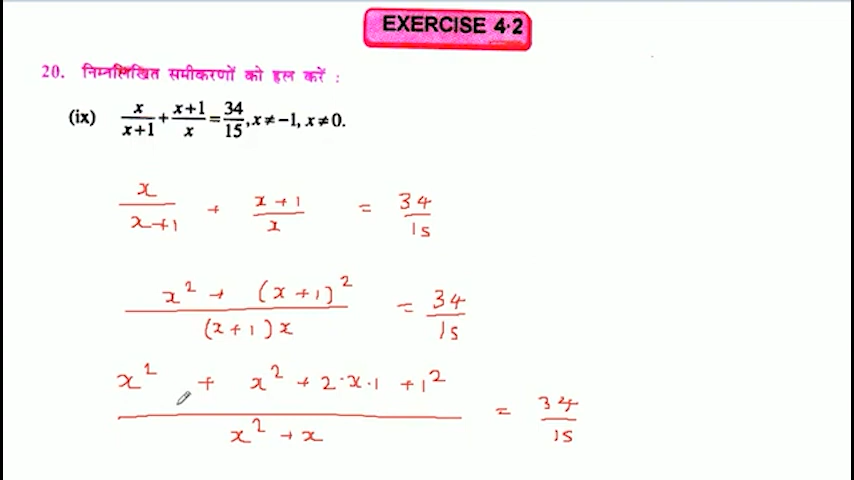 EXERCISE 4·2
20. निम्नलिखित समीकरणों को हल करें :
(ix) x/x+1 + x+1/x = 34/15, x ≠ −1, x ≠ 0.
x/x+1 + x+1/x = 34/15
x² + (x+1)²/(x+1)x = 34/15
x² + x² + 2·x·1 + 1²/x² + x = 34/15